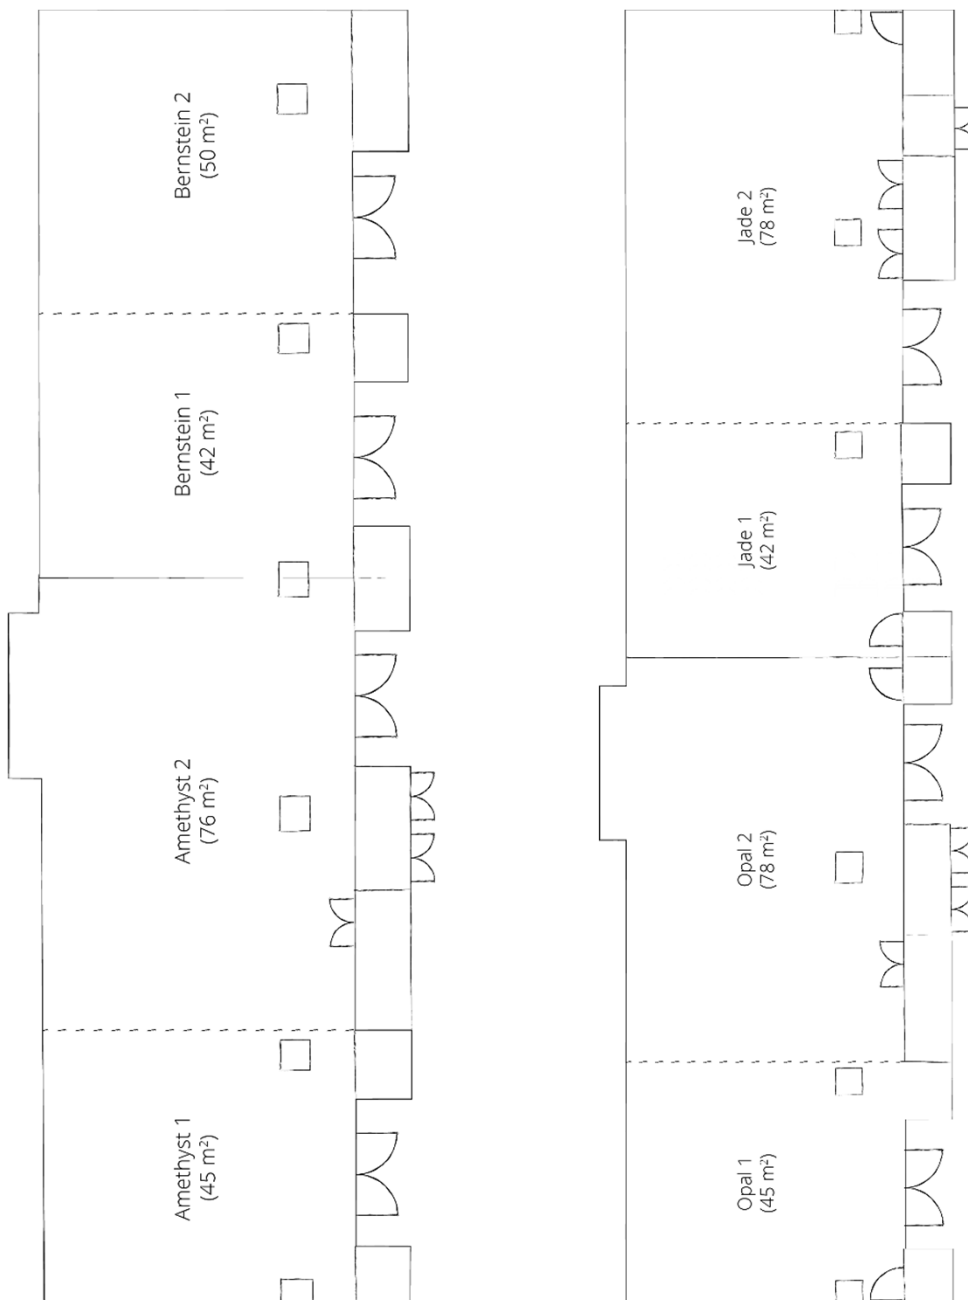 Bernstein 2
(50 m²)
Bernstein 1
(42 m²)
Amethyst 2
(76 m²)
Amethyst 1
(45 m²)
Jade 2
(78 m²)
Jade 1
(42 m²)
Opal 2
(78 m²)
Opal 1
(45 m²)